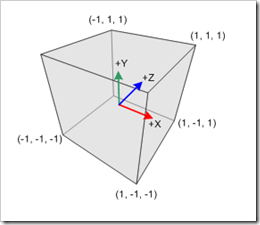 (-1, 1, 1)
(1, 1, 1)
+Y
+Z
+X
(1, -1, 1)
(-1, -1, -1)
(1, -1, -1)